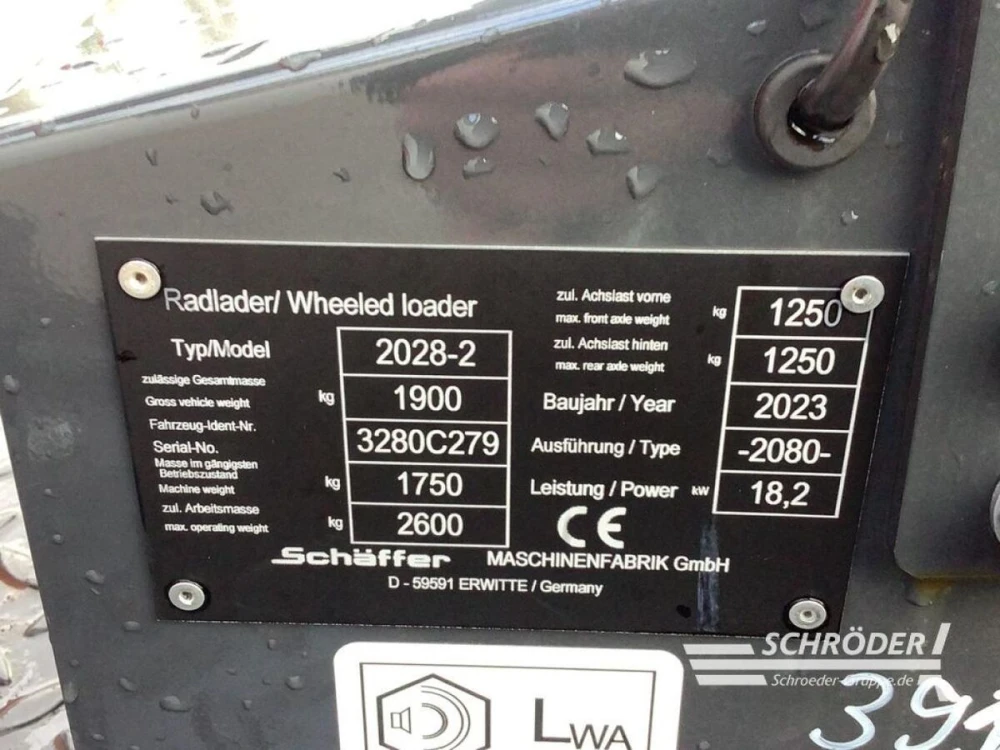 Radlader/ Wheeled loader
Typ/Model 2028-2
zulässige Gesamtmasse
Gross vehicle weight kg 1900
Fahrzeug-Ident-Nr.
Serial-No. 3280C279
Masse im gängigsten
Betriebszustand
Machine weight kg 1750
zul. Arbeitsmasse
max. operating weight kg 2600
zul. Achslast vorne
max. front axle weight kg 1250
zul. Achslast hinten
max. rear axle weight kg 1250
Baujahr / Year 2023
Ausführung / Type -2080-
Leistung / Power kW 18,2
CE
Schäffer MASCHINENFABRIK GmbH
D - 59591 ERWITTE / Germany
SCHRÖDER
Schroeder-Gruppe.de
LWA